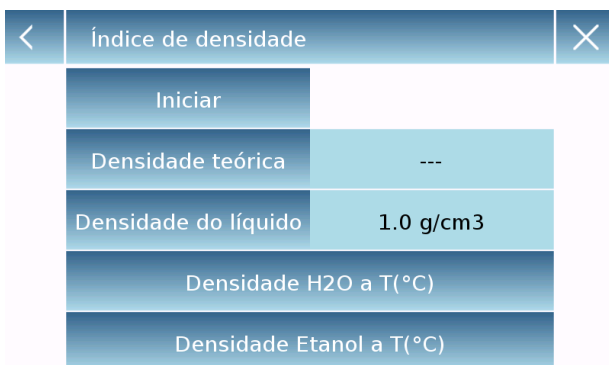 Índice de densidade
Iniciar
Densidade teórica
---
Densidade do líquido
1.0 g/cm3
Densidade H2O a T(°C)
Densidade Etanol a T(°C)